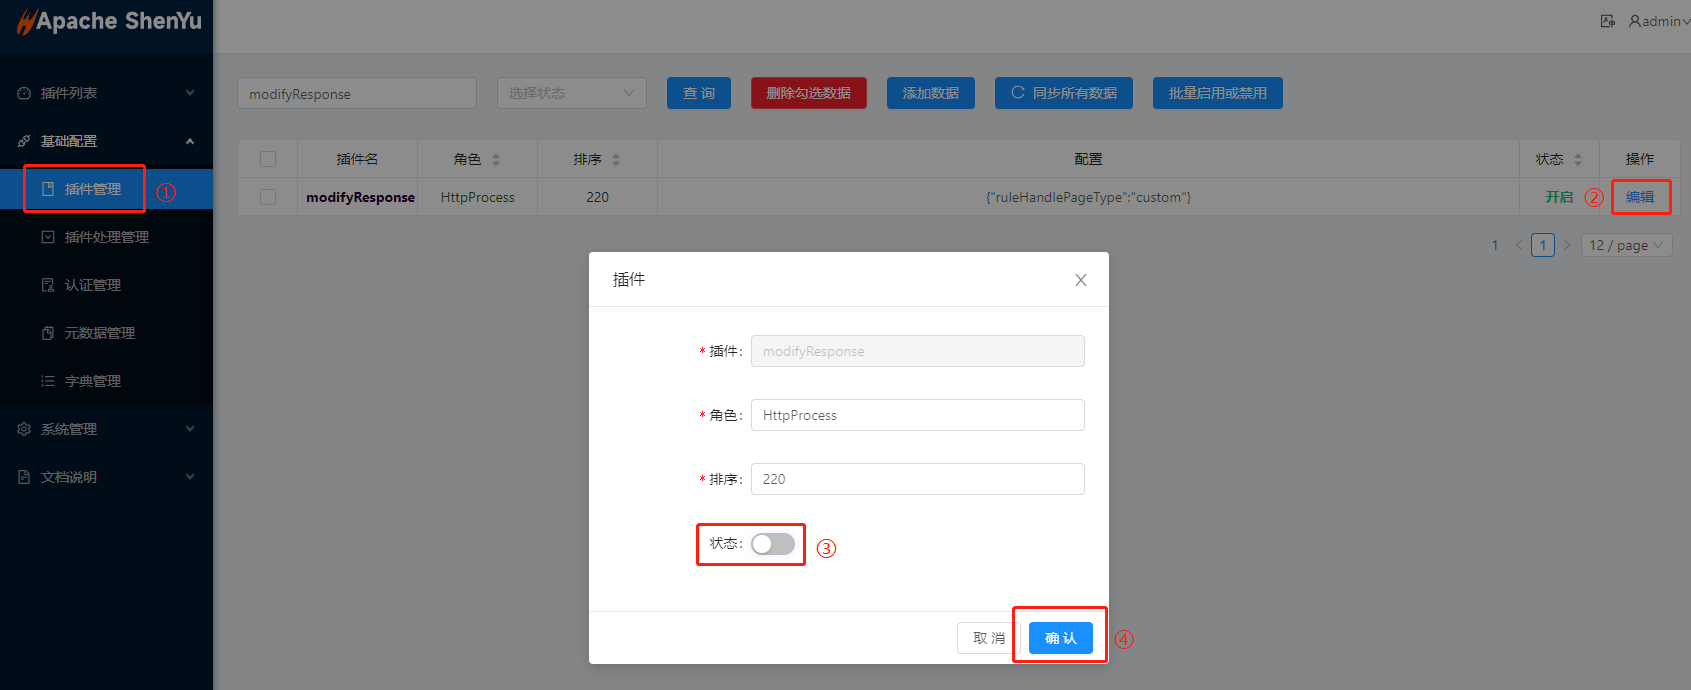 Apache ShenYu
admin
插件列表
基础配置
插件管理 ①
插件处理管理
认证管理
元数据管理
字典管理
系统管理
文档说明
modifyResponse 选择状态 查 询 删除勾选数据 添加数据 同步所有数据 批量启用或禁用
插件名 角色 排序 配置 状态 操作
modifyResponse HttpProcess 220 {"ruleHandlePageType":"custom"} 开启 ② 编辑
1 < 1 > 12 / page
插件
* 插件: modifyResponse
* 角色: HttpProcess
* 排序: 220
状态: ③
取 消 确 认 ④